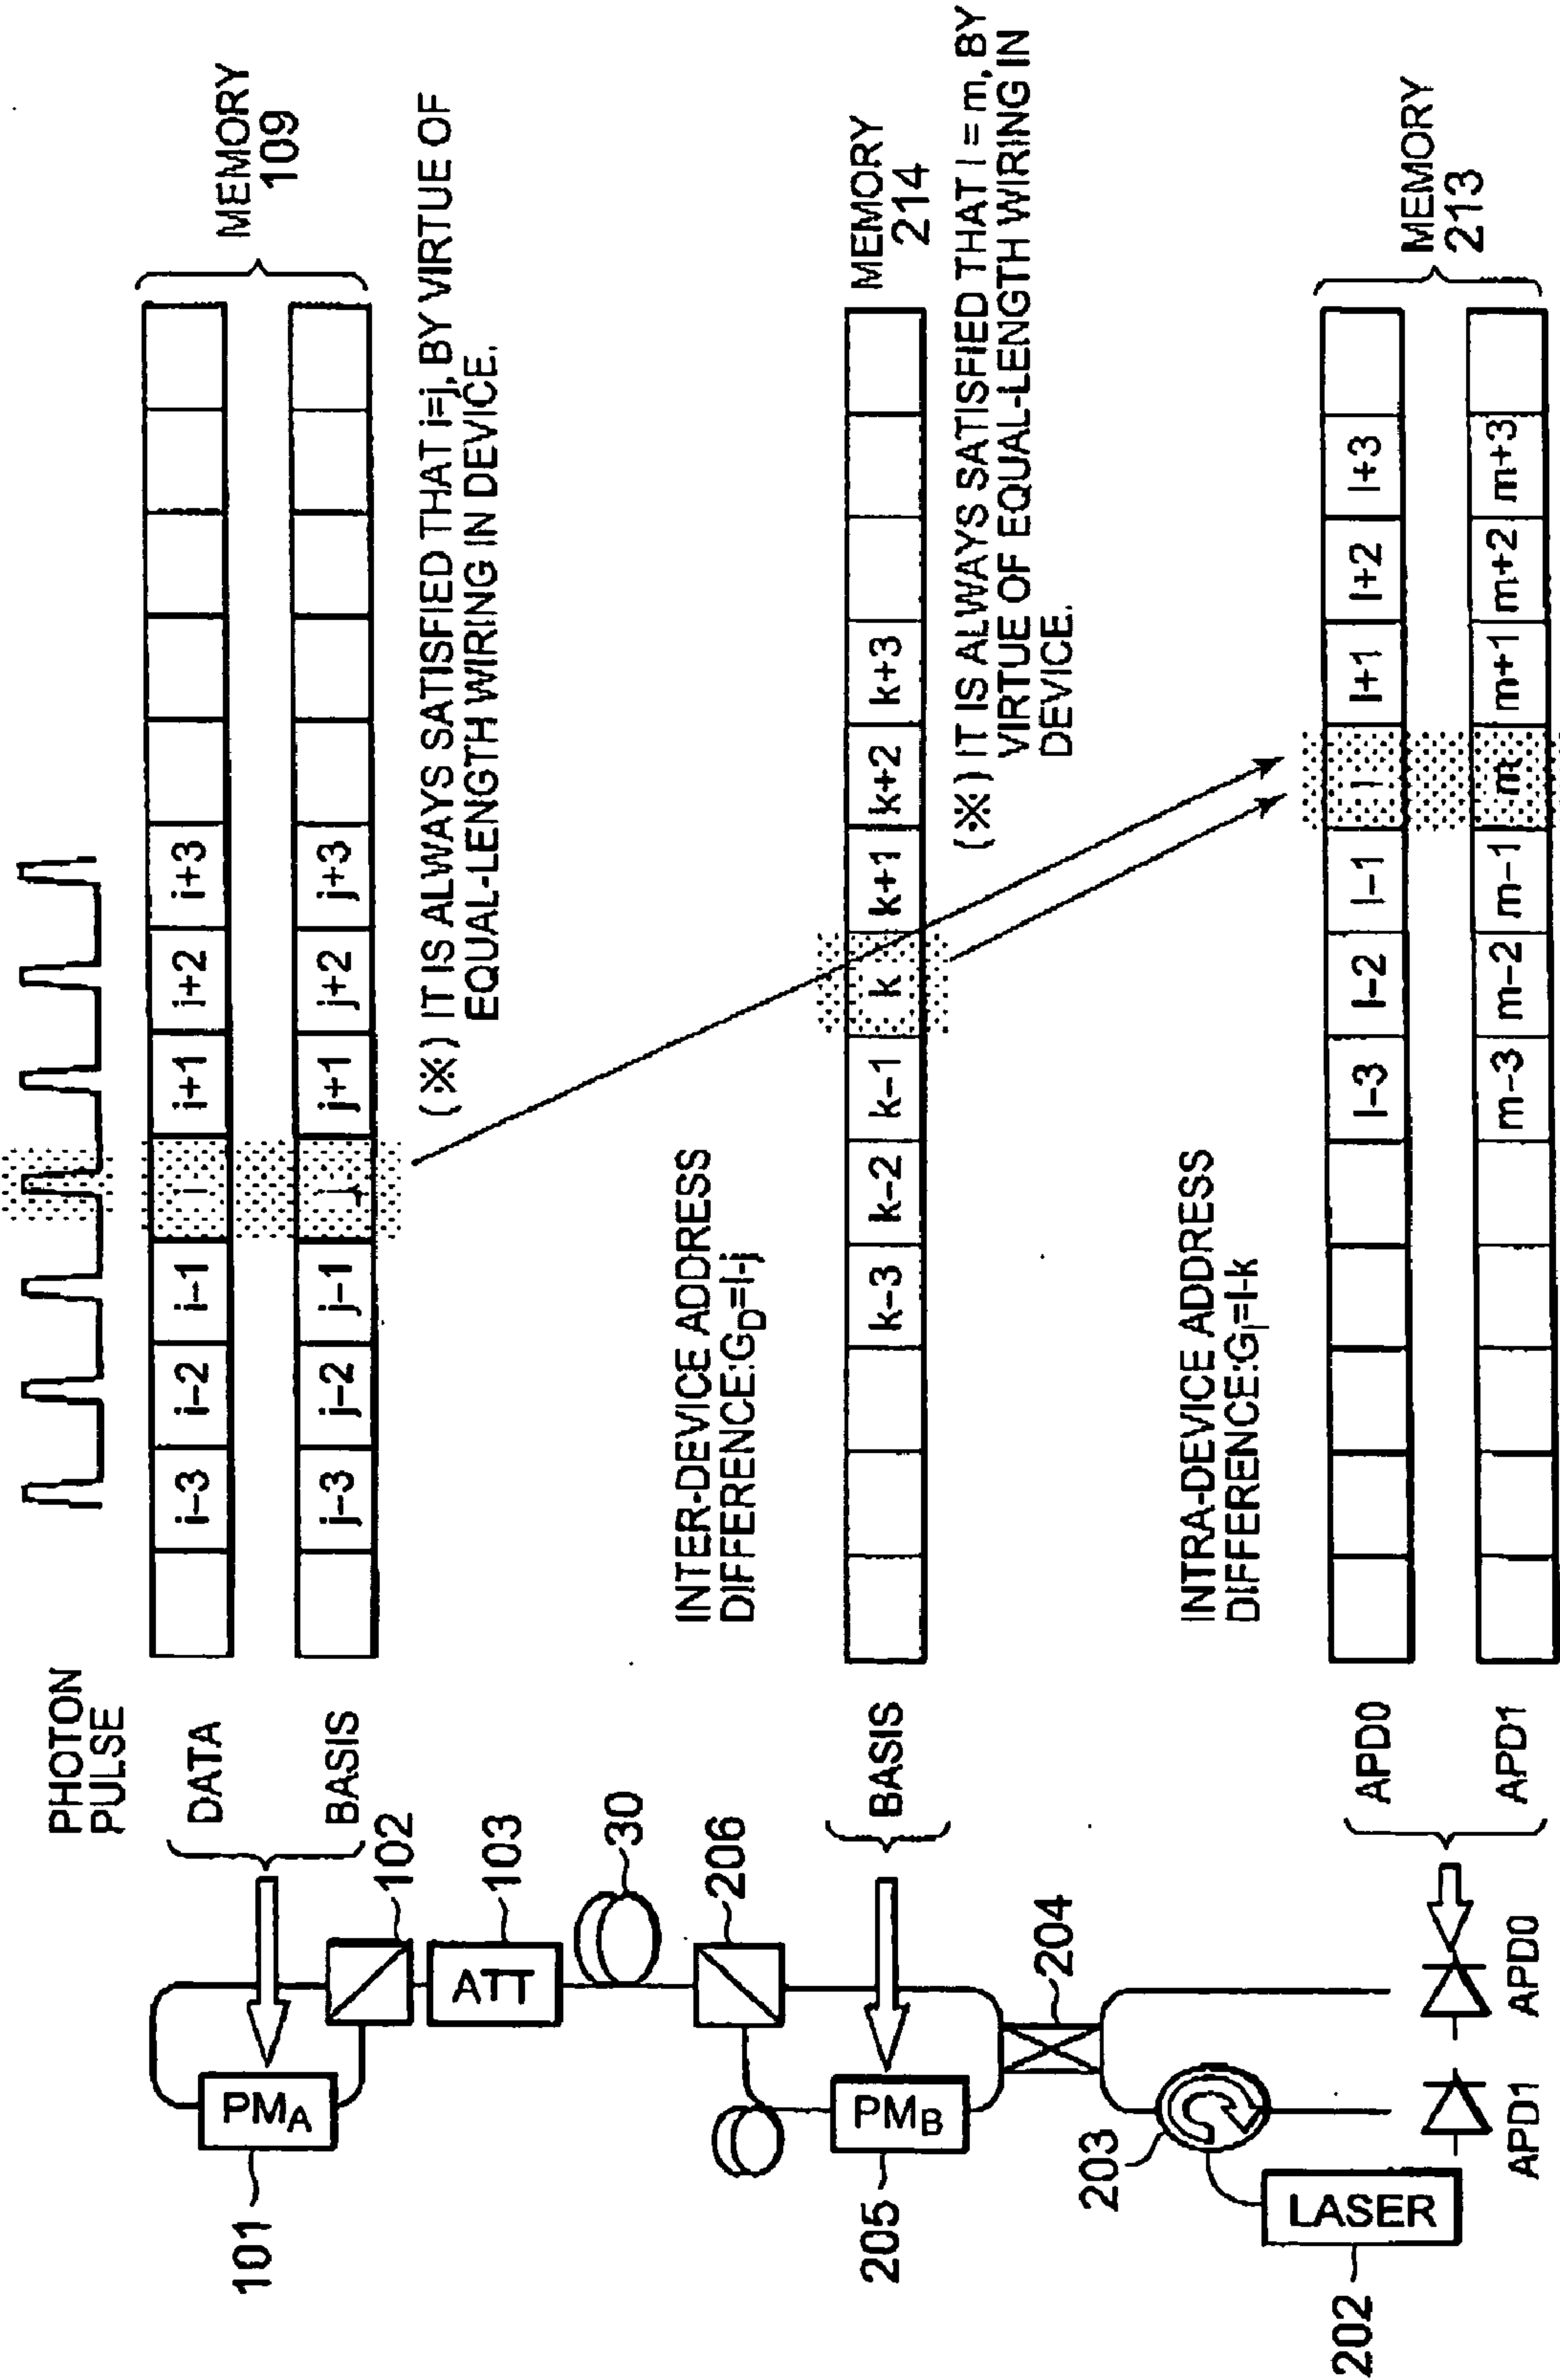 PHOTON
PULSE
DATA
i−3 i−2 i−1 i i+1 i+2 i+3
BASIS
j−3 j−2 j−1 j j+1 j+2 j+3
MEMORY
109
(※) IT IS ALWAYS SATISFIED THAT i=j, BY VIRTUE OF
EQUAL-LENGTH WIRING IN DEVICE.
101
PMA
102
103
ATT
30
206
INTER-DEVICE ADDRESS
DIFFERENCE:GD=l-j
BASIS
k−3 k−2 k−1 k k+1 k+2 k+3
MEMORY
214
(※) IT IS ALWAYS SATISFIED THAT l = m, BY
VIRTUE OF EQUAL-LENGTH WIRING IN
DEVICE.
205
PMB
204
203
INTRA-DEVICE ADDRESS
DIFFERENCE:GI=l-k
202
LASER
APD0
l−3 l−2 l−1 l l+1 l+2 l+3
APD1
m−3 m−2 m−1 m m+1 m+2 m+3
MEMORY
213
APD1
APD0